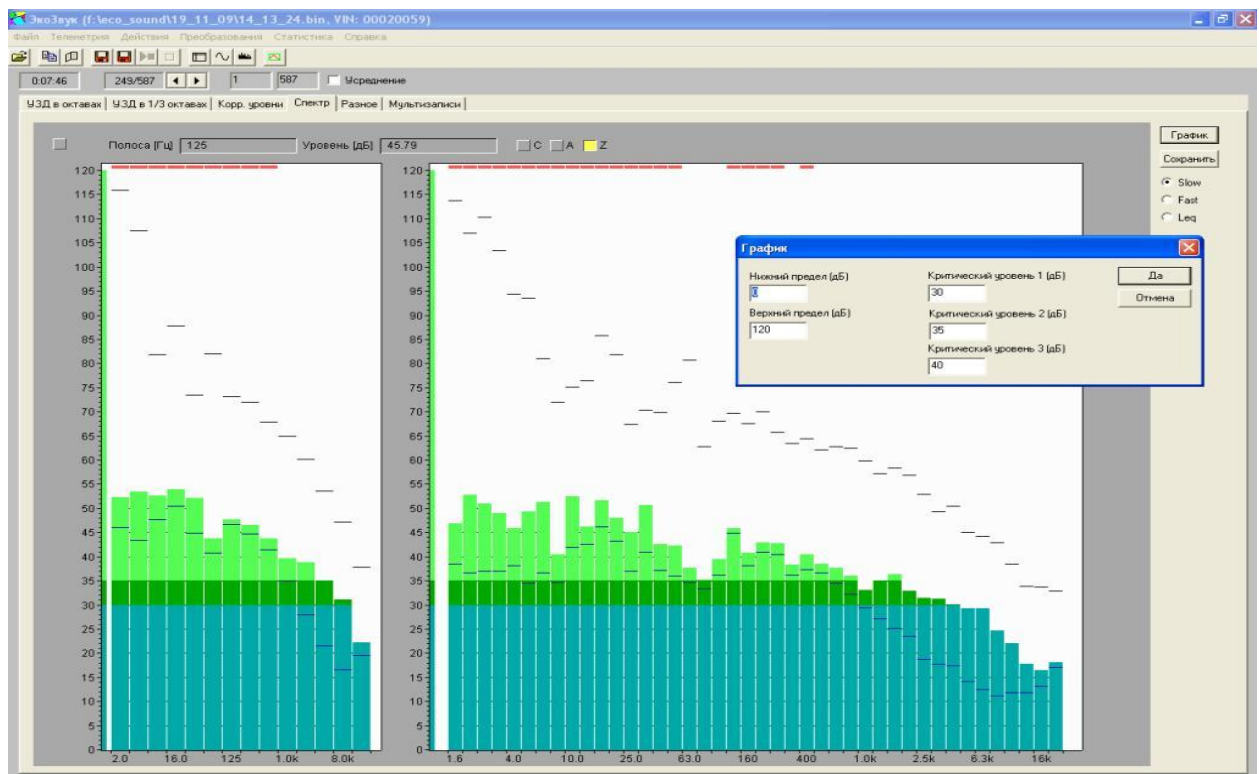 ЭкоЗвук (f:\eco_sound\19_11_09\14_13_24.bin, VIN: 00020059)
Файл Телеметрия Действия Преобразования Статистика Справка
0:07:46 249/587 1 587 Усреднение
УЗД в октавах УЗД в 1/3 октавах Корр. уровни Спектр Разное Мультизаписи
Полоса (Гц) 125 Уровень (дБ) 45.79 C A Z
График
Сохранить
Slow
Fast
Leq
120 120
115 115
110 110
105 105
100 100
95 95
90 90
85 85
80 80
75 75
70 70
65 65
60 60
55 55
50 50
45 45
40 40
35 35
30 30
25 25
20 20
15 15
10 10
5 5
0 0
2.0 16.0 125 1.0k 8.0k 1.6 4.0 10.0 25.0 63.0 160 400 1.0k 2.5k 6.3k 16k
График
Нижний предел (дБ) Критический уровень 1 (дБ) Да
0 30 Отмена
Верхний предел (дБ) Критический уровень 2 (дБ)
120 35
Критический уровень 3 (дБ)
40